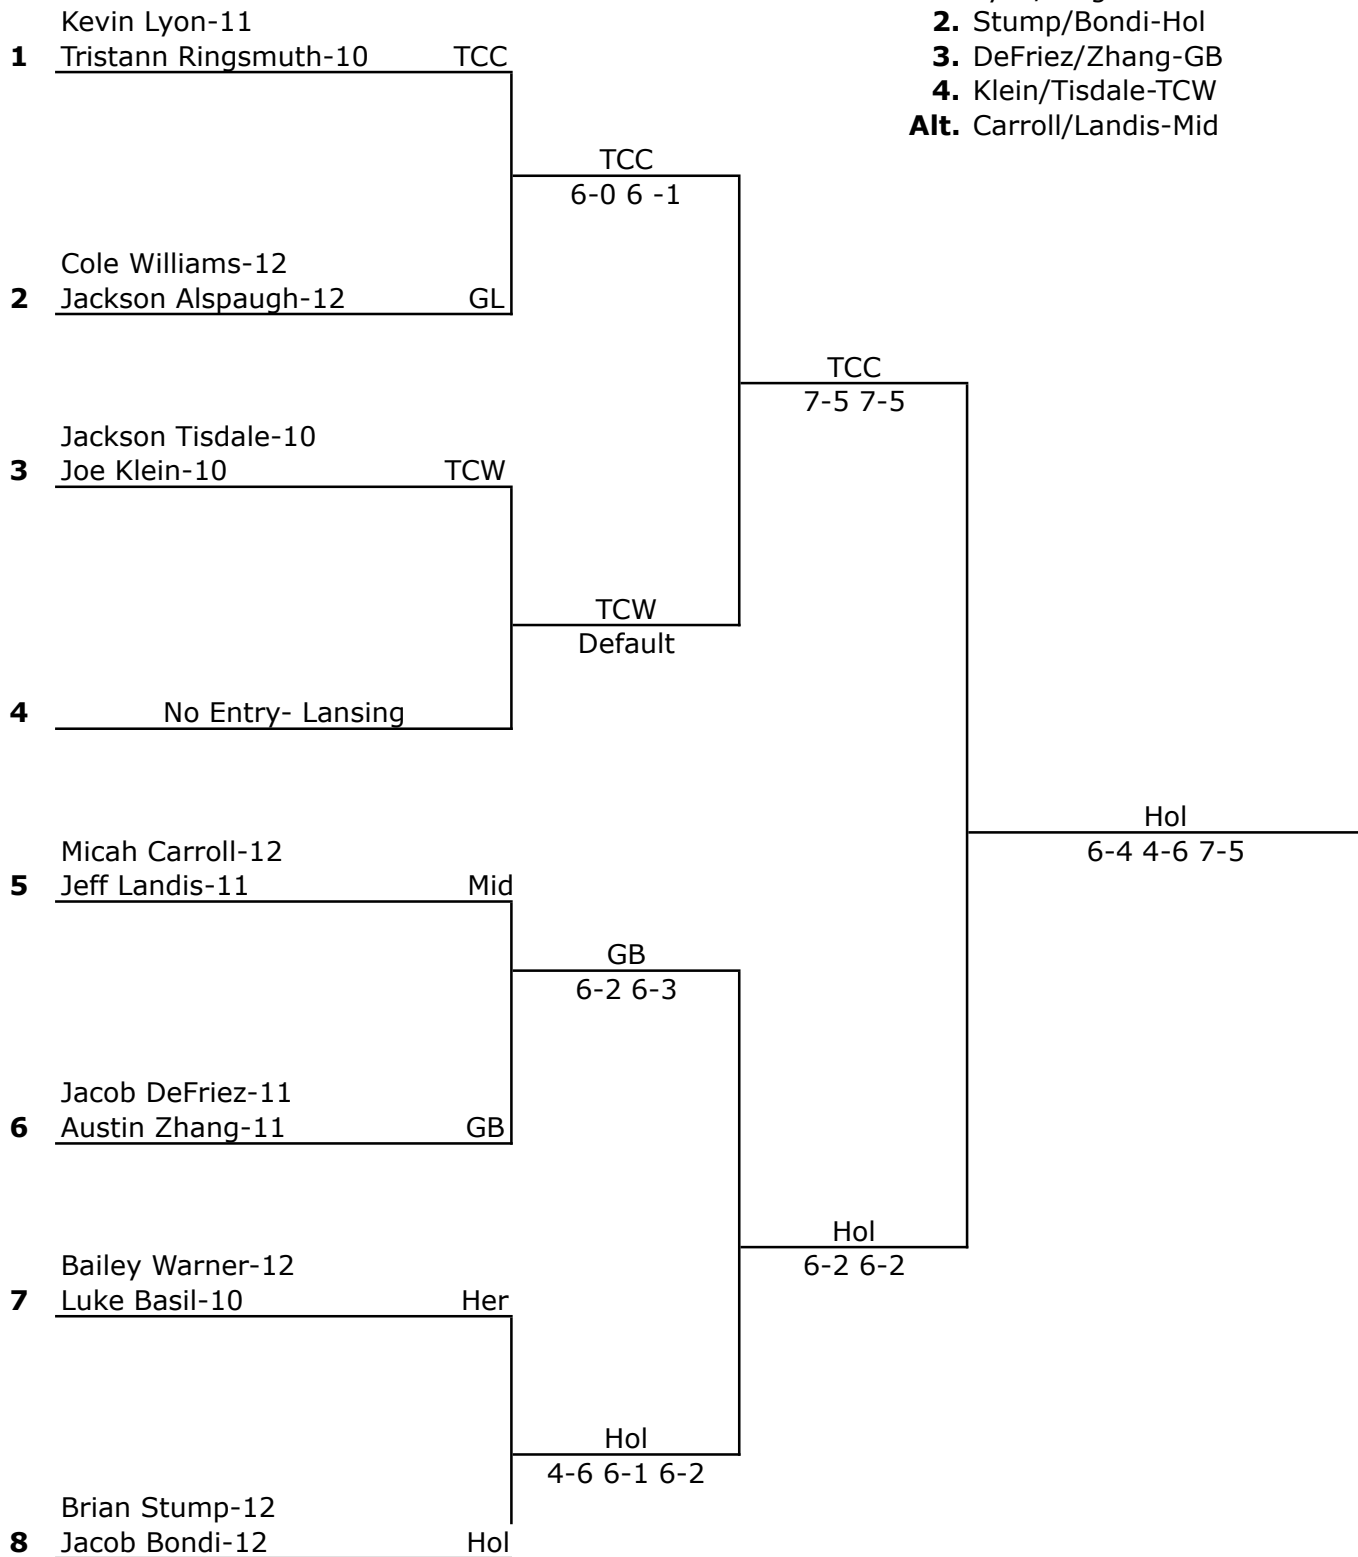 Kevin Lyon-11
1 Tristann Ringsmuth-10 TCC
2. Stump/Bondi-Hol
3. DeFriez/Zhang-GB
4. Klein/Tisdale-TCW
Alt. Carroll/Landis-Mid
TCC
6-0 6 -1
Cole Williams-12
2 Jackson Alspaugh-12 GL
TCC
7-5 7-5
Jackson Tisdale-10
3 Joe Klein-10 TCW
TCW
Default
4 No Entry- Lansing
Hol
6-4 4-6 7-5
Micah Carroll-12
5 Jeff Landis-11 Mid
GB
6-2 6-3
Jacob DeFriez-11
6 Austin Zhang-11 GB
Hol
6-2 6-2
Bailey Warner-12
7 Luke Basil-10 Her
Hol
4-6 6-1 6-2
Brian Stump-12
8 Jacob Bondi-12 Hol